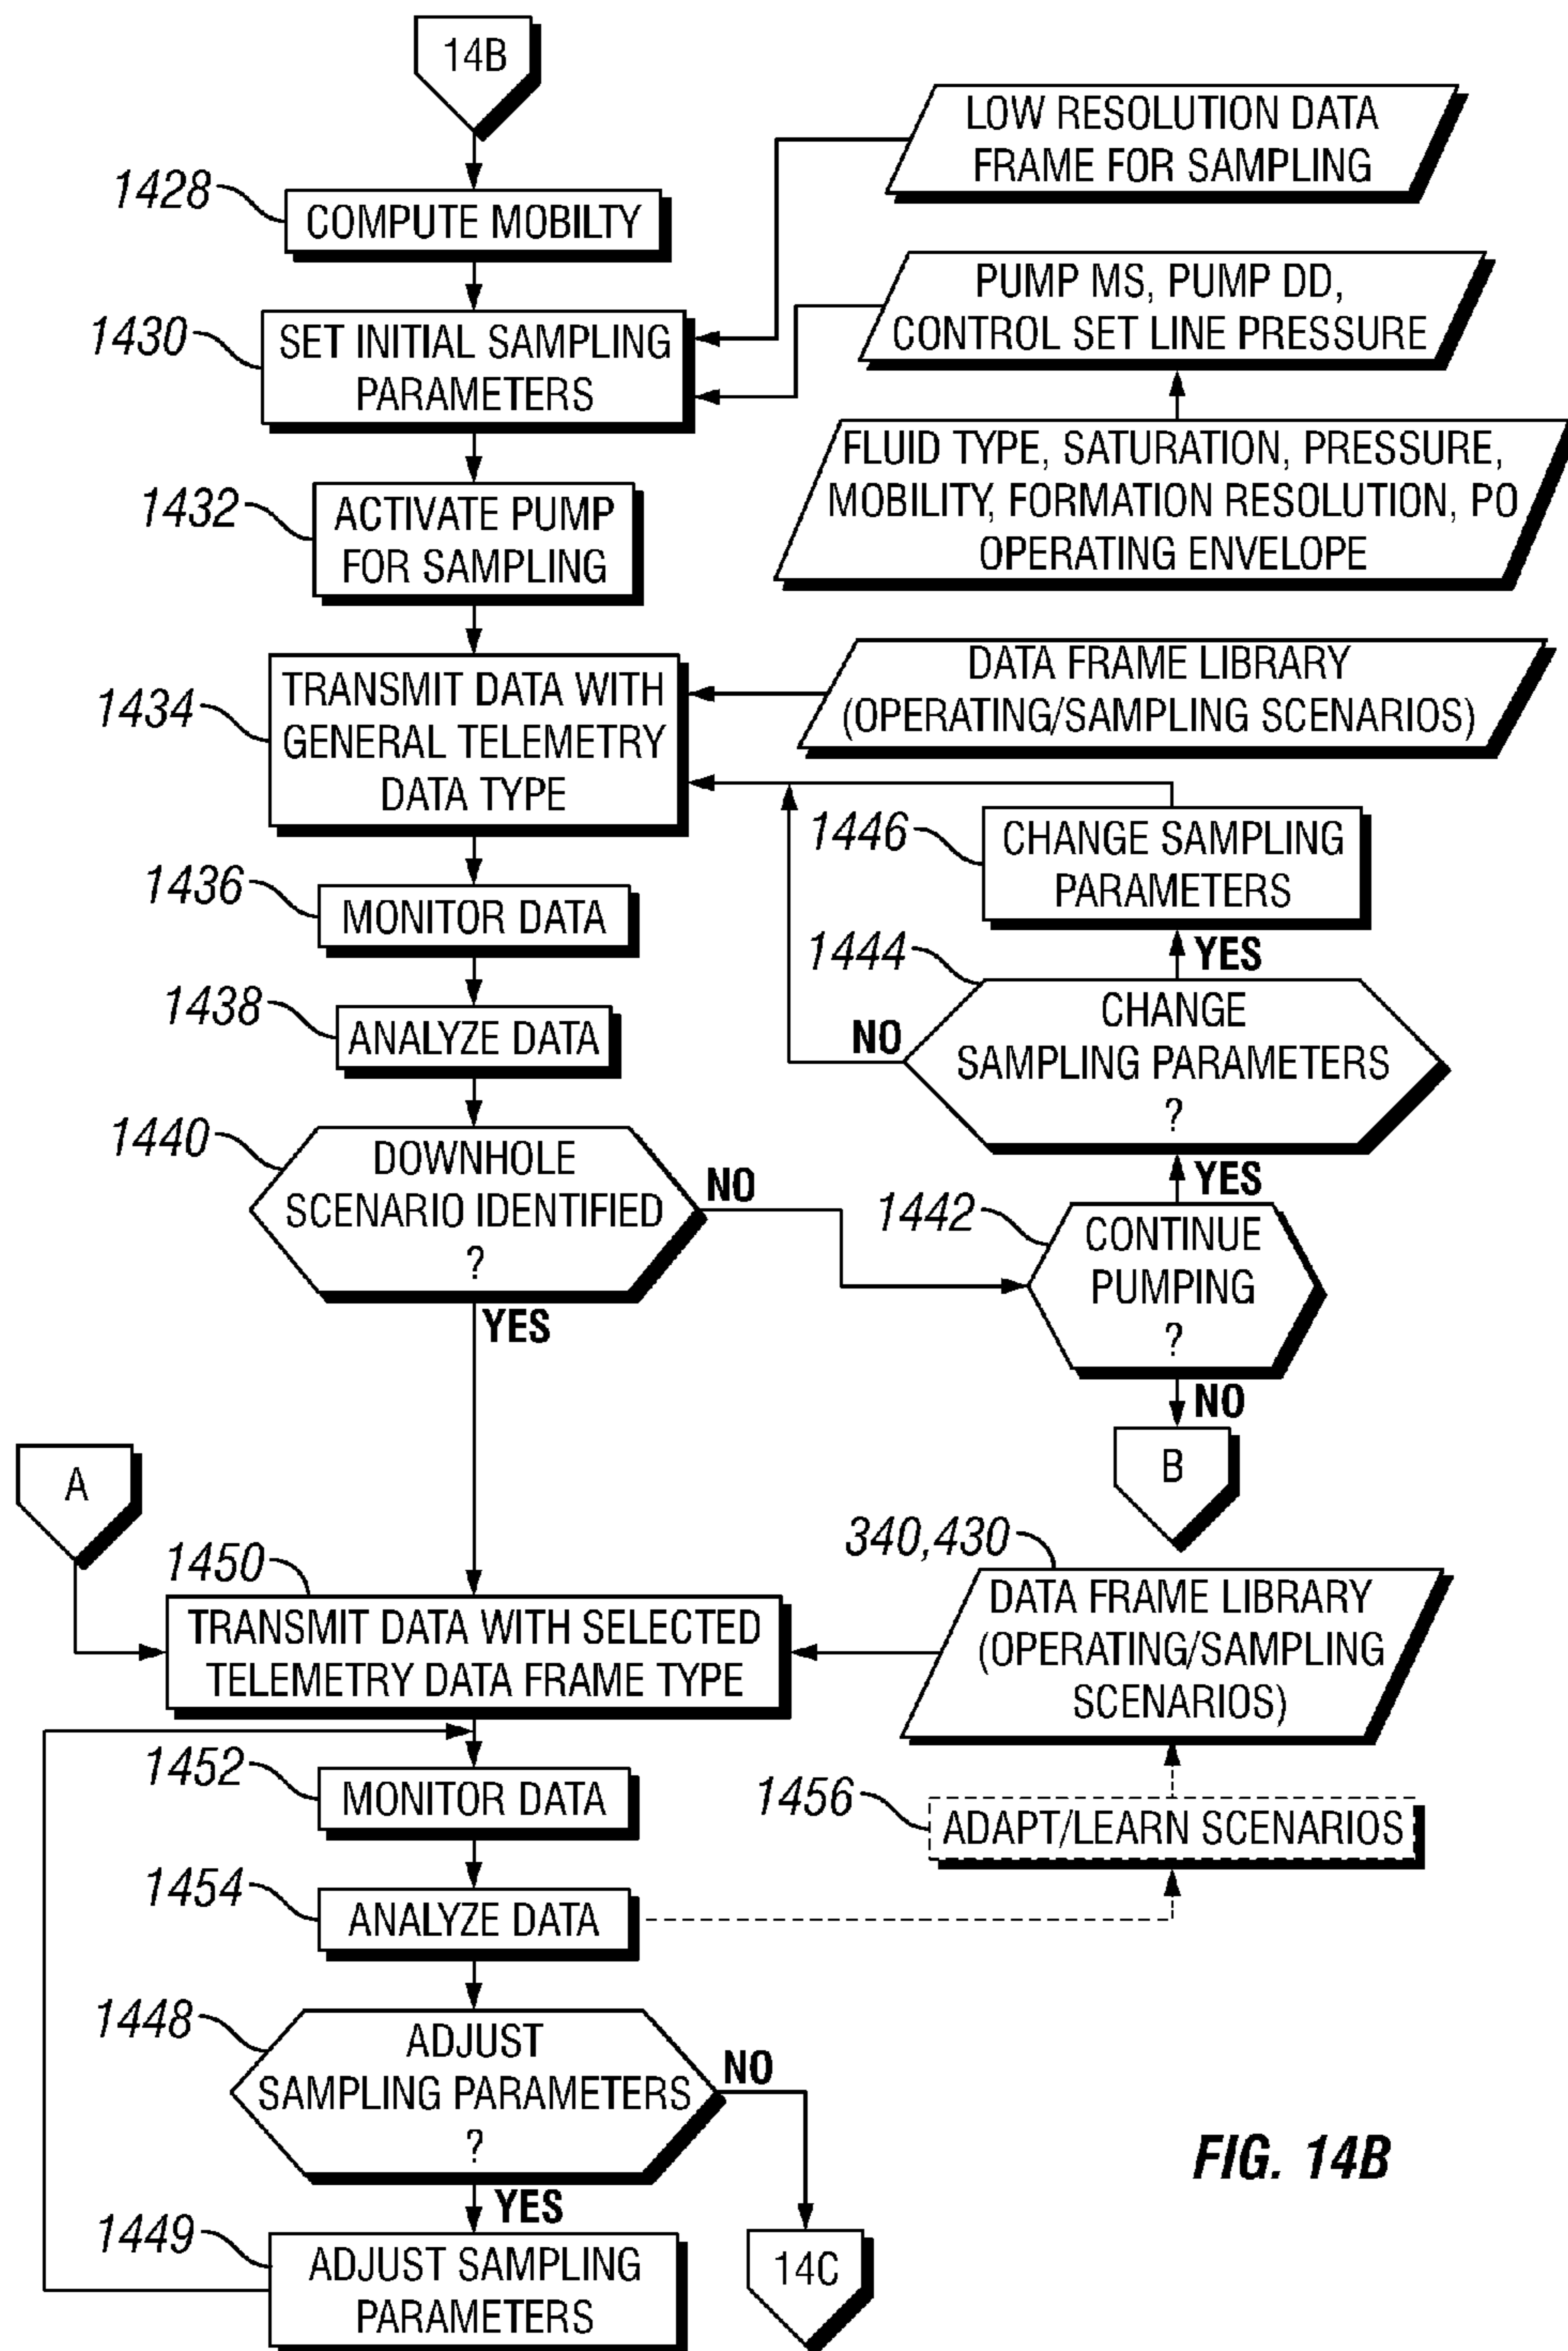 14B
LOW RESOLUTION DATA
FRAME FOR SAMPLING
1428
COMPUTE MOBILTY
PUMP MS, PUMP DD,
CONTROL SET LINE PRESSURE
1430
SET INITIAL SAMPLING
PARAMETERS
FLUID TYPE, SATURATION, PRESSURE,
MOBILITY, FORMATION RESOLUTION, PO
OPERATING ENVELOPE
1432
ACTIVATE PUMP
FOR SAMPLING
DATA FRAME LIBRARY
(OPERATING/SAMPLING SCENARIOS)
1434
TRANSMIT DATA WITH
GENERAL TELEMETRY
DATA TYPE
1446
CHANGE SAMPLING
PARAMETERS
1436
MONITOR DATA
YES
1444
CHANGE
SAMPLING PARAMETERS
?
NO
1438
ANALYZE DATA
1440
DOWNHOLE
SCENARIO IDENTIFIED
?
NO
YES
YES
1442
CONTINUE
PUMPING
?
NO
B
A
340,430
DATA FRAME LIBRARY
(OPERATING/SAMPLING
SCENARIOS)
1450
TRANSMIT DATA WITH SELECTED
TELEMETRY DATA FRAME TYPE
1452
MONITOR DATA
1456
ADAPT/LEARN SCENARIOS
1454
ANALYZE DATA
1448
ADJUST
SAMPLING PARAMETERS
?
NO
YES
1449
ADJUST SAMPLING
PARAMETERS
14C
FIG. 14B